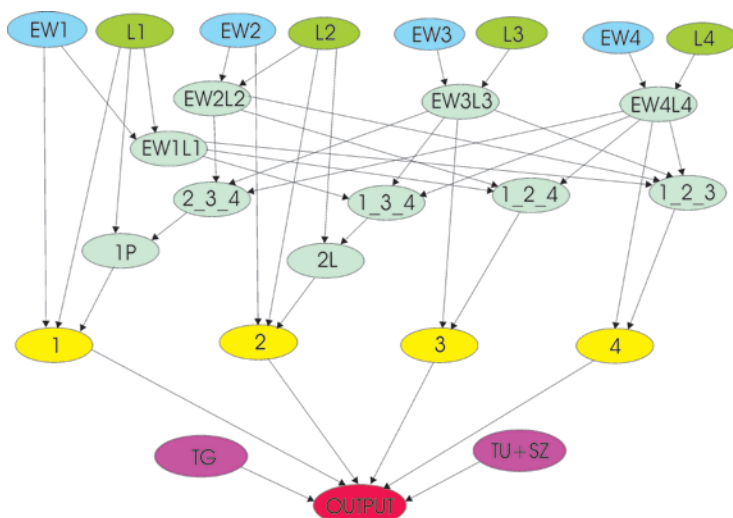 EW1
L1
EW2
L2
EW3
L3
EW4
L4
EW2L2
EW3L3
EW4L4
EW1L1
2_3_4
1_3_4
1_2_4
1_2_3
1P
2L
1
2
3
4
TG
TU+SZ
OUTPUT